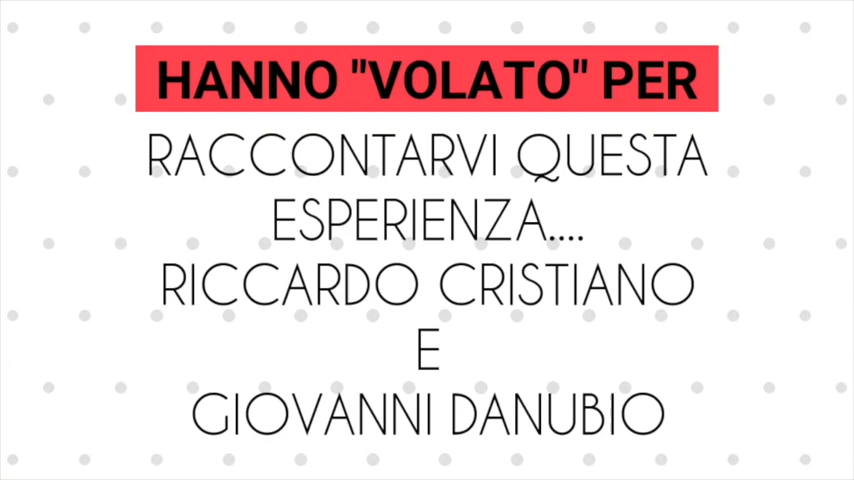 HANNO "VOLATO" PER
RACCONTARVI QUESTA
ESPERIENZA....
RICCARDO CRISTIANO
E
GIOVANNI DANUBIO